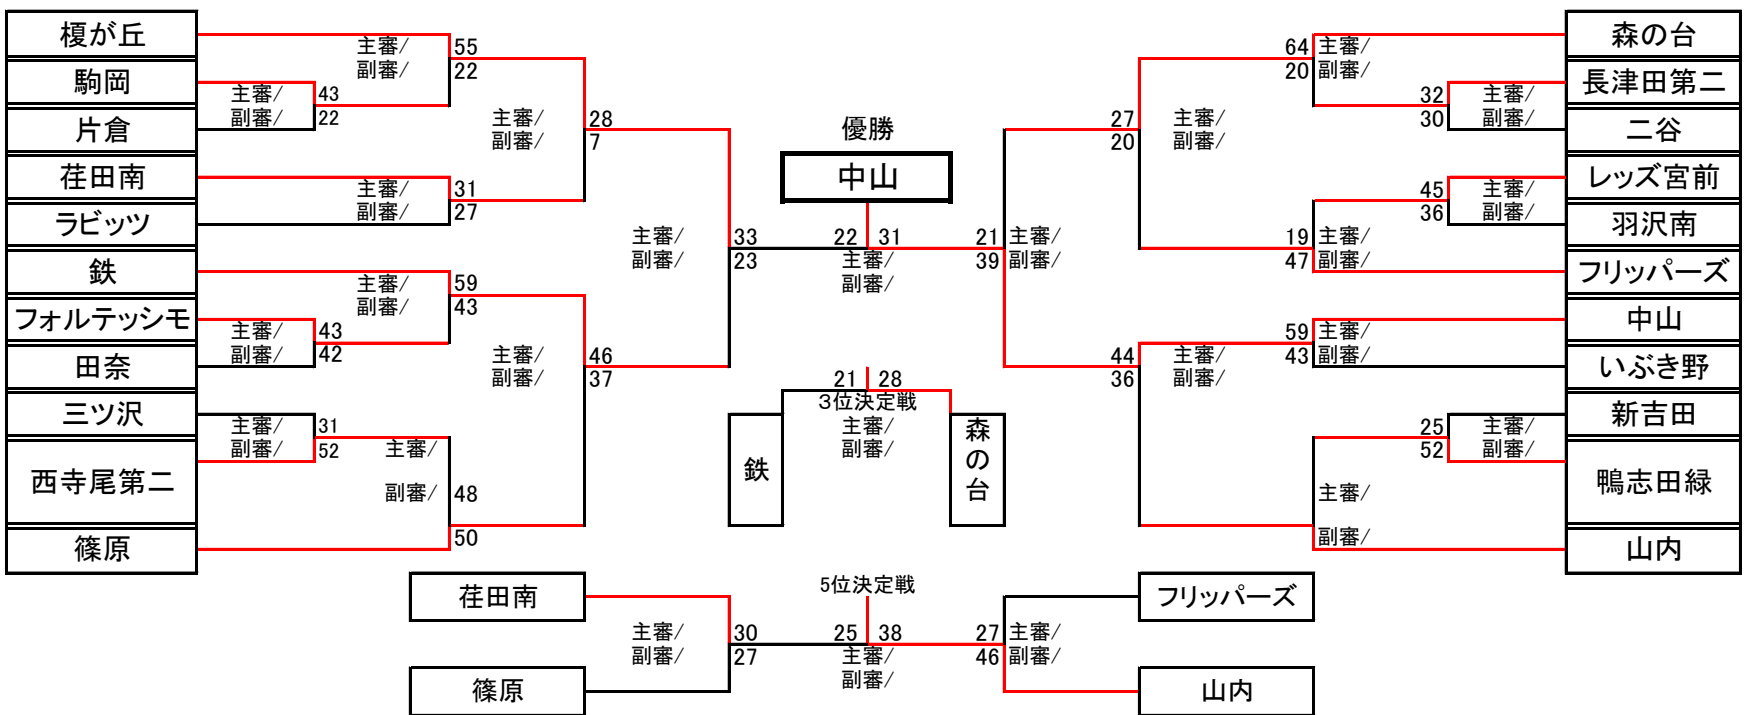 榎が丘
駒岡
片倉
荏田南
ラビッツ
鉄
フォルテッシモ
田奈
三ツ沢
西寺尾第二
篠原
主審/ 43
副審/ 22
主審/ 43
副審/ 42
主審/ 31
副審/ 52
主審/ 55
副審/ 22
主審/ 31
副審/ 27
主審/ 59
副審/ 43
主審/
副審/ 48
50
主審/ 28
副審/ 7
主審/ 46
副審/ 37
主審/ 33
副審/ 23
優勝
中山
22 31
主審/
副審/
21 28
3位決定戦
主審/
副審/
鉄
森の台
21 主審/
39 副審/
27 主審/
20 副審/
44 主審/
36 副審/
64 主審/
20 副審/
19 主審/
47 副審/
59 主審/
43 副審/
主審/
副審/
32 主審/
30 副審/
45 主審/
36 副審/
25 主審/
52 副審/
森の台
長津田第二
二谷
レッズ宮前
羽沢南
フリッパーズ
中山
いぶき野
新吉田
鴨志田緑
山内
荏田南
篠原
主審/ 30
副審/ 27
5位決定戦
25 38
主審/
副審/
27 主審/
46 副審/
フリッパーズ
山内